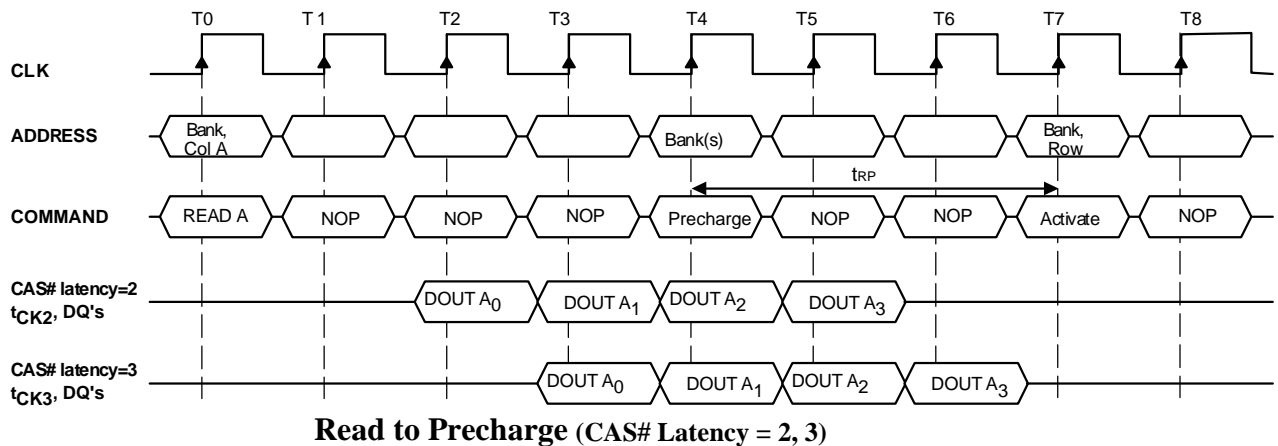 T0 T1 T2 T3 T4 T5 T6 T7 T8
CLK
ADDRESS
Bank,
Col A
Bank(s)
Bank,
Row
tRP
COMMAND
READ A NOP NOP NOP Precharge NOP NOP Activate NOP
CAS# latency=2
tCK2, DQ's
DOUT A0 DOUT A1 DOUT A2 DOUT A3
CAS# latency=3
tCK3, DQ's
DOUT A0 DOUT A1 DOUT A2 DOUT A3
Read to Precharge (CAS# Latency = 2, 3)